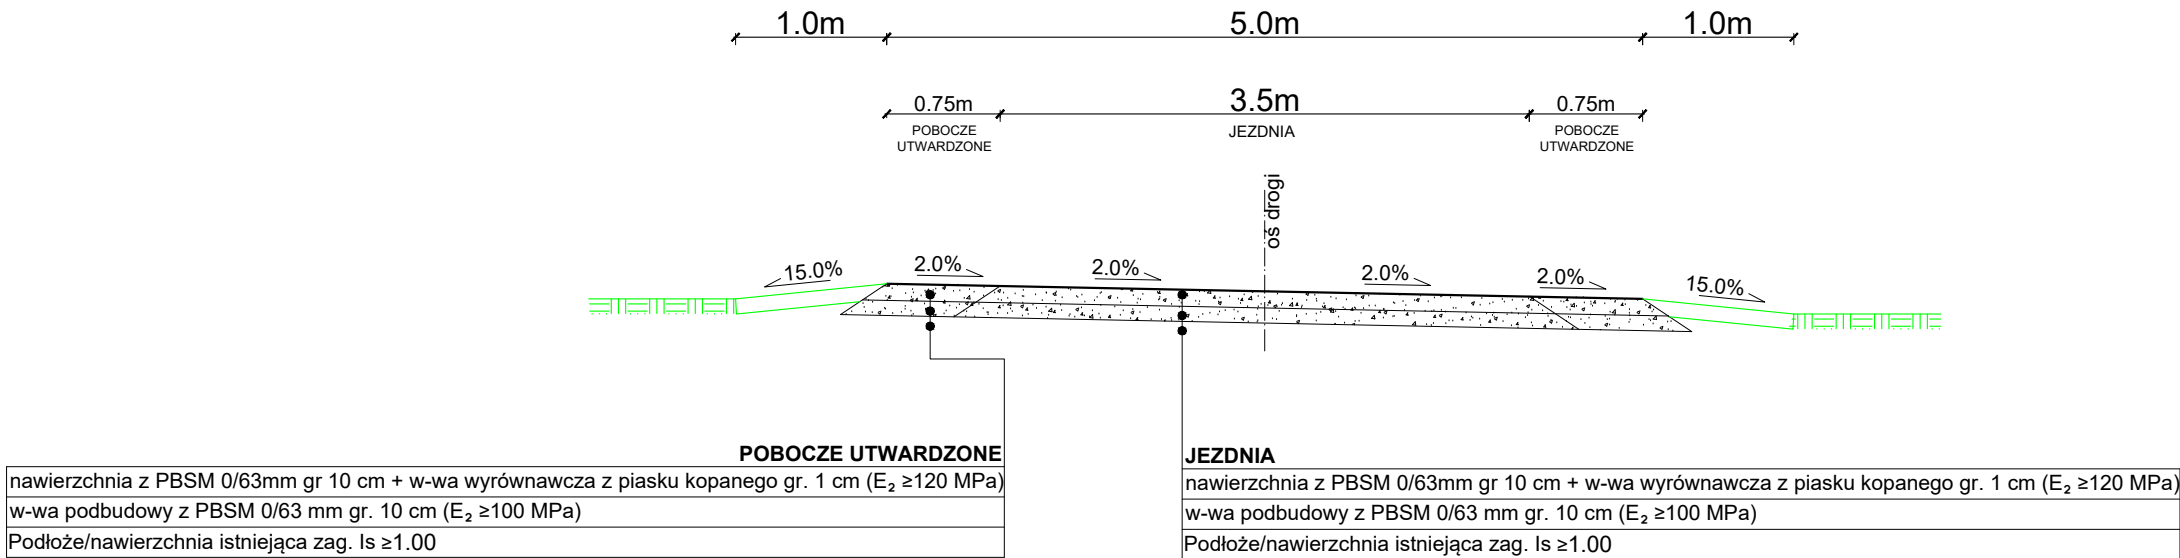 1.0m 5.0m 1.0m
0.75m 3.5m 0.75m
POBOCZE
UTWARDZONE
JEZDNIA
POBOCZE
UTWARDZONE
oś drogi
15.0% 2.0% 2.0% 2.0% 2.0% 15.0%
POBOCZE UTWARDZONE
nawierzchnia z PBSM 0/63mm gr 10 cm + w-wa wyrównawcza z piasku kopanego gr. 1 cm (E₂ ≥120 MPa)
w-wa podbudowy z PBSM 0/63 mm gr. 10 cm (E₂ ≥100 MPa)
Podłoże/nawierzchnia istniejąca zag. Is ≥1.00
JEZDNIA
nawierzchnia z PBSM 0/63mm gr 10 cm + w-wa wyrównawcza z piasku kopanego gr. 1 cm (E₂ ≥120 MPa)
w-wa podbudowy z PBSM 0/63 mm gr. 10 cm (E₂ ≥100 MPa)
Podłoże/nawierzchnia istniejąca zag. Is ≥1.00